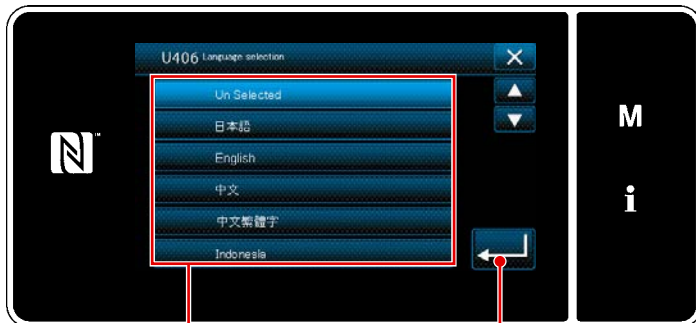 U406 Language selection
Un Selected
日本語
English
中文
中文繁體字
Indonesia
M
i